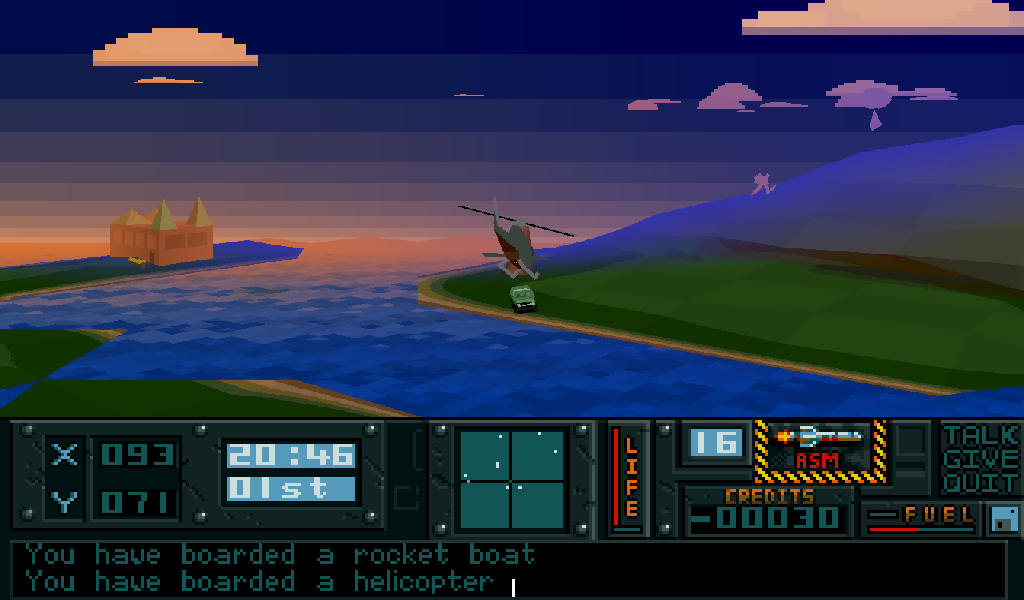 X 093
Y 071
20:46
01st
LIFE
16
ASM
CREDITS
-00030
FUEL
TALK
GIVE
QUIT
You have boarded a rocket boat
You have boarded a helicopter